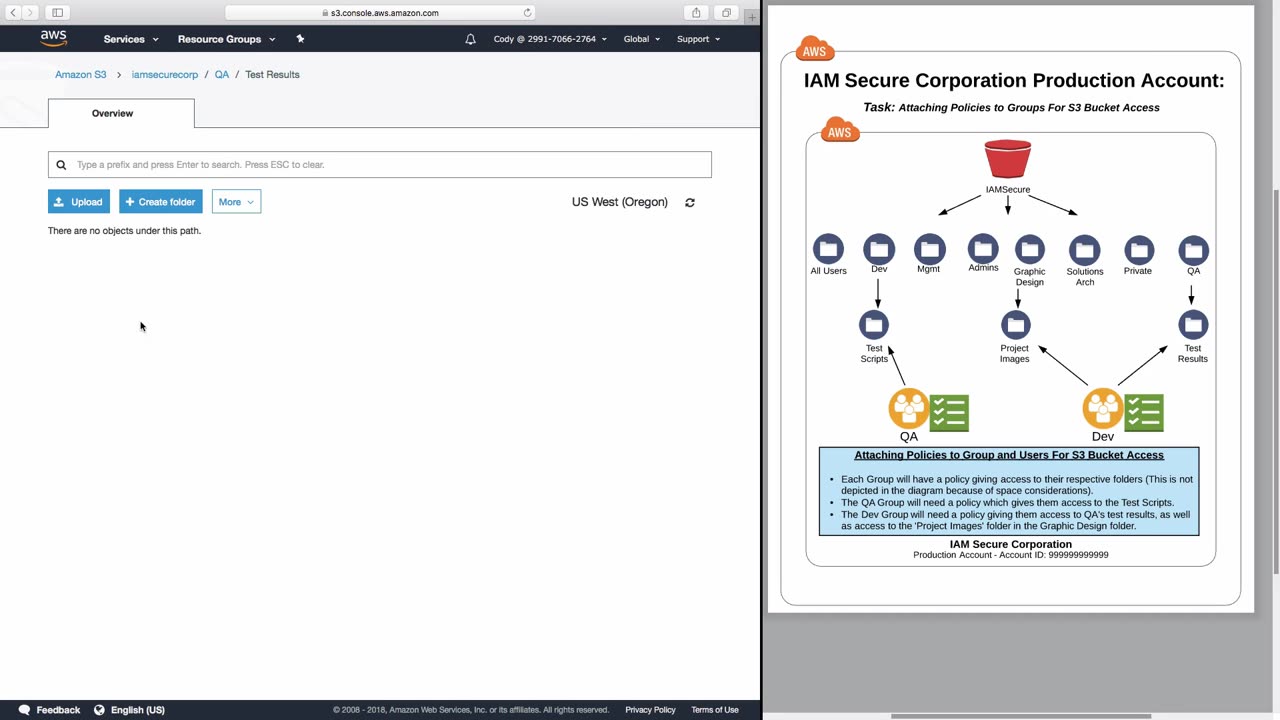 s3.console.aws.amazon.com
aws Services Resource Groups Cody @ 2991-7066-2764 Global Support
Amazon S3 > iamsecurecorp / QA / Test Results
Overview
Type a prefix and press Enter to search. Press ESC to clear.
Upload + Create folder More US West (Oregon)
There are no objects under this path.
Feedback English (US) © 2008 - 2018, Amazon Web Services, Inc. or its affiliates. All rights reserved. Privacy Policy Terms of Use
AWS
IAM Secure Corporation Production Account:
Task: Attaching Policies to Groups For S3 Bucket Access
AWS
IAMSecure
All Users Dev Mgmt Admins Graphic Design Solutions Arch Private QA
Test Scripts Project Images Test Results
QA Dev
Attaching Policies to Group and Users For S3 Bucket Access
• Each Group will have a policy giving access to their respective folders (This is not
depicted in the diagram because of space considerations).
• The QA Group will need a policy which gives them access to the Test Scripts.
• The Dev Group will need a policy giving them access to QA's test results, as well
as access to the 'Project Images' folder in the Graphic Design folder.
IAM Secure Corporation
Production Account - Account ID: 999999999999